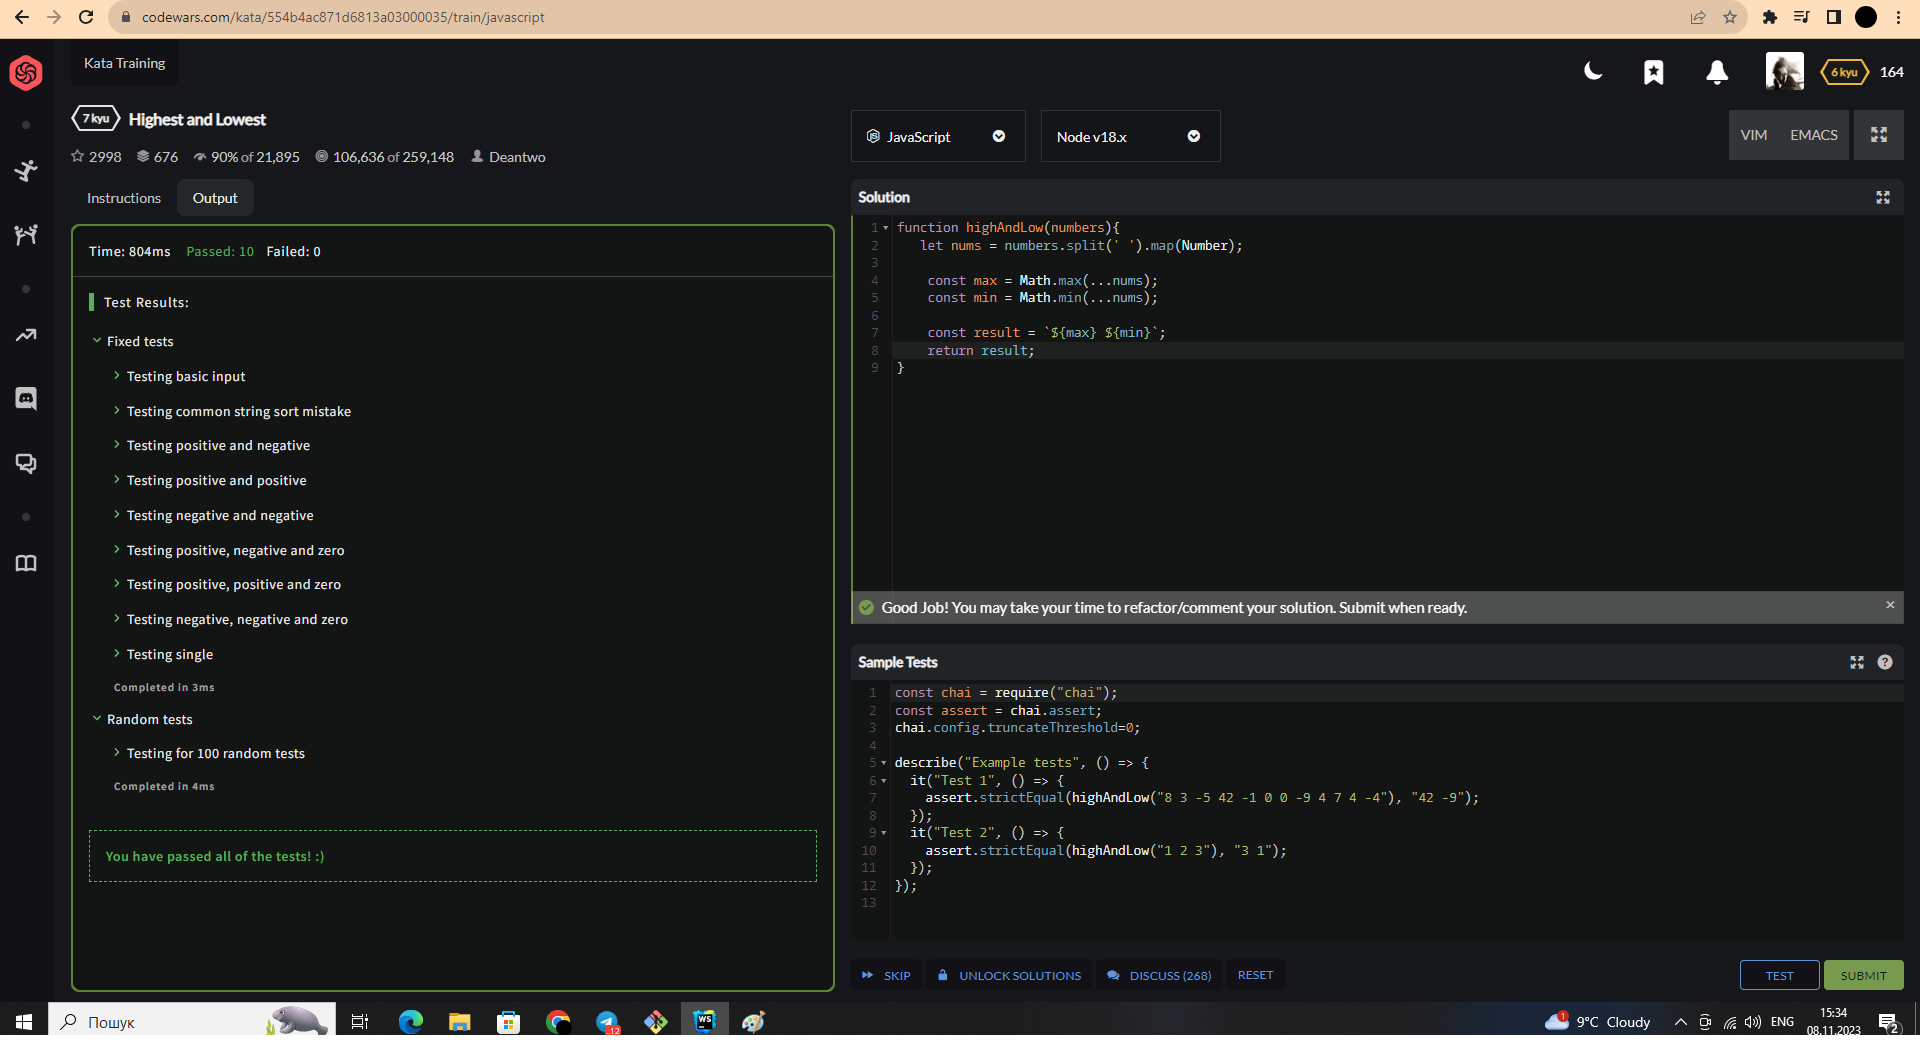 codewars.com/kata/554b4ac871d6813a03000035/train/javascript
Kata Training
6 kyu 164
7 kyu Highest and Lowest
2998 676 90% of 21,895 106,636 of 259,148 Deantwo
Instructions Output
Time: 804ms Passed: 10 Failed: 0
Test Results:
Fixed tests
Testing basic input
Testing common string sort mistake
Testing positive and negative
Testing positive and positive
Testing negative and negative
Testing positive, negative and zero
Testing positive, positive and zero
Testing negative, negative and zero
Testing single
Completed in 3ms
Random tests
Testing for 100 random tests
Completed in 4ms
You have passed all of the tests! :)
JavaScript Node v18.x VIM EMACS
Solution
1 function highAndLow(numbers){
2 let nums = numbers.split(' ').map(Number);
3
4 const max = Math.max(...nums);
5 const min = Math.min(...nums);
6
7 const result = `${max} ${min}`;
8 return result;
9 }
Good Job! You may take your time to refactor/comment your solution. Submit when ready.
Sample Tests
1 const chai = require("chai");
2 const assert = chai.assert;
3 chai.config.truncateThreshold=0;
4
5 describe("Example tests", () => {
6 it("Test 1", () => {
7 assert.strictEqual(highAndLow("8 3 -5 42 -1 0 0 -9 4 7 4 -4"), "42 -9");
8 });
9 it("Test 2", () => {
10 assert.strictEqual(highAndLow("1 2 3"), "3 1");
11 });
12 });
13
SKIP UNLOCK SOLUTIONS DISCUSS (268) RESET TEST SUBMIT
Пошук
12
WS
1
9°C Cloudy
ENG
15:34
08.11.2023
2